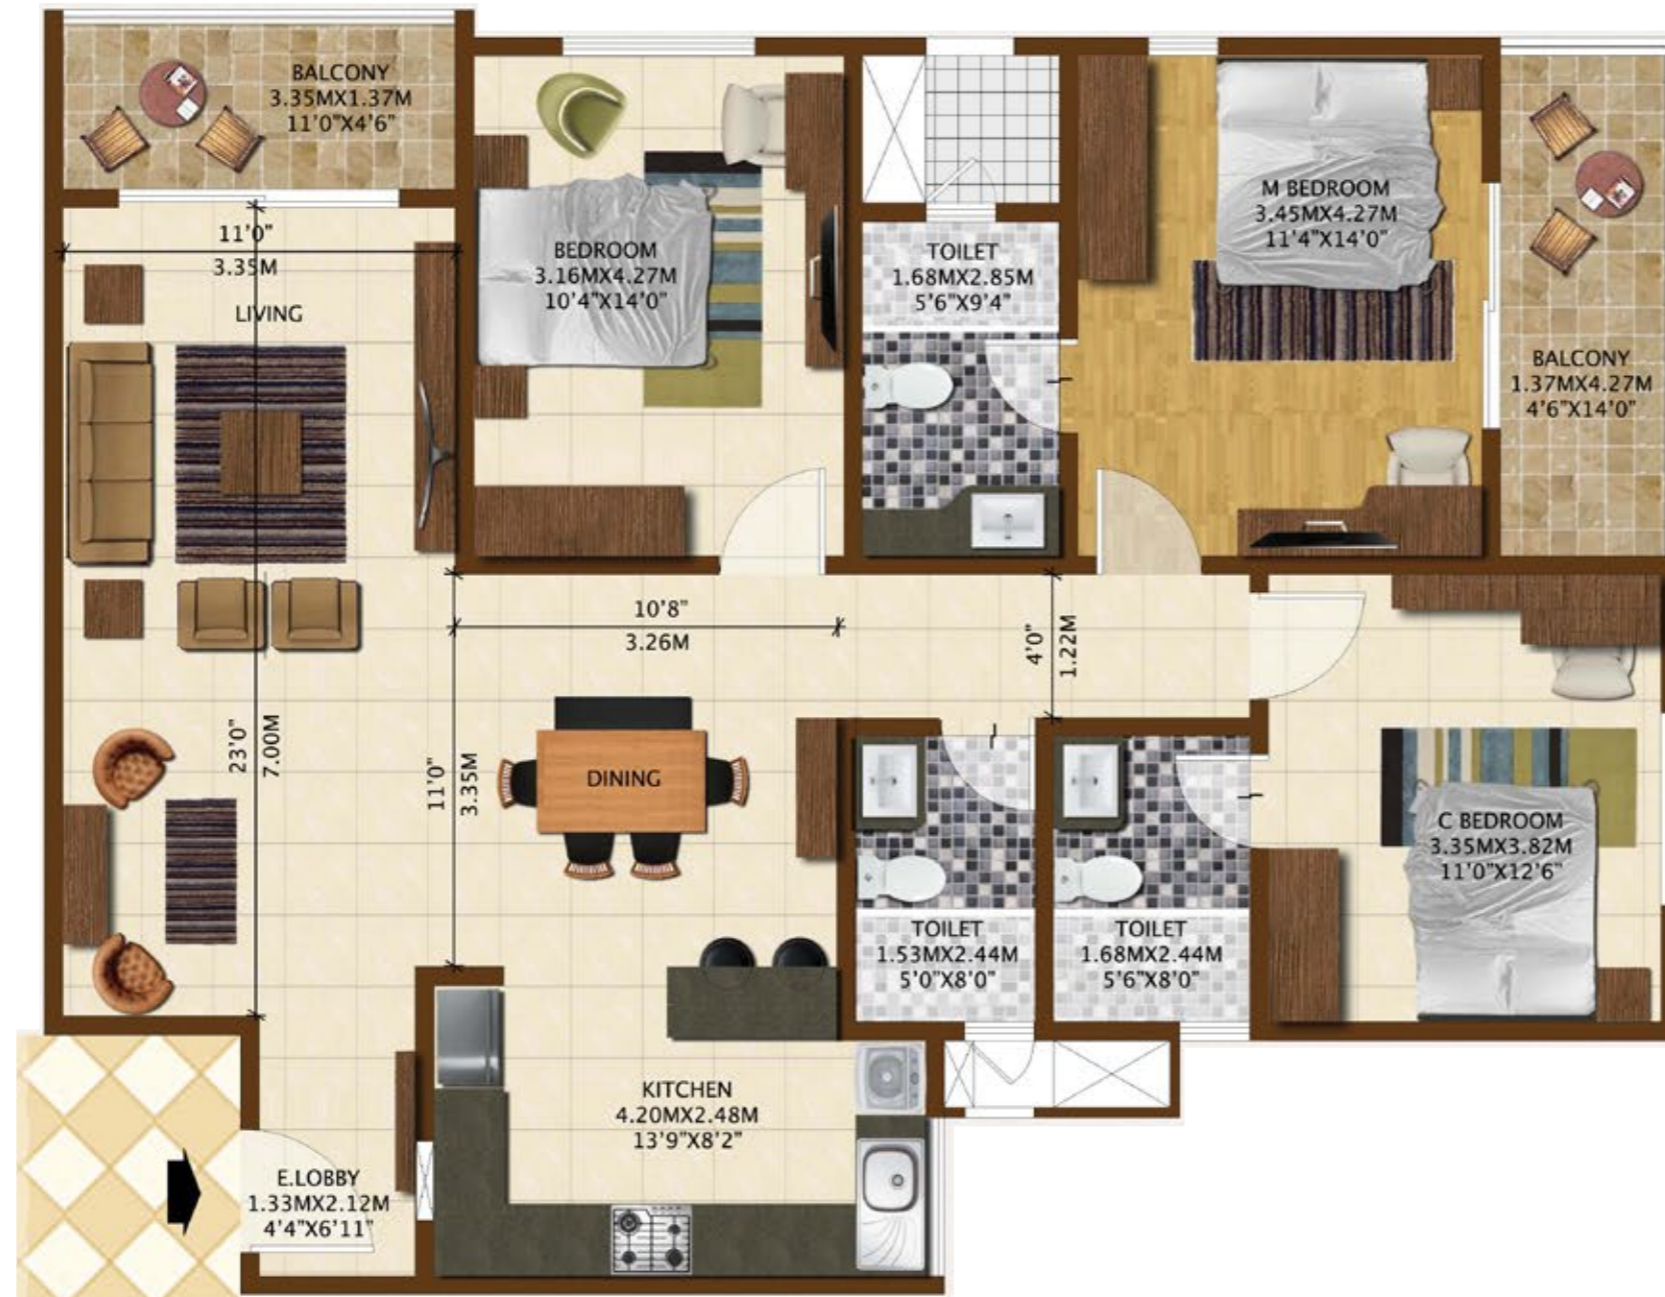 BALCONY
3.35MX1.37M
11'0"X4'6"
11'0"
3.35M
LIVING
23'0"
7.00M
BEDROOM
3.16MX4.27M
10'4"X14'0"
TOILET
1.68MX2.85M
5'6"X9'4"
M BEDROOM
3.45MX4.27M
11'4"X14'0"
BALCONY
1.37MX4.27M
4'6"X14'0"
10'8"
3.26M
4'0"
1.22M
11'0"
3.35M
DINING
C BEDROOM
3.35MX3.82M
11'0"X12'6"
TOILET
1.53MX2.44M
5'0"X8'0"
TOILET
1.68MX2.44M
5'6"X8'0"
KITCHEN
4.20MX2.48M
13'9"X8'2"
E.LOBBY
1.33MX2.12M
4'4"X6'11"